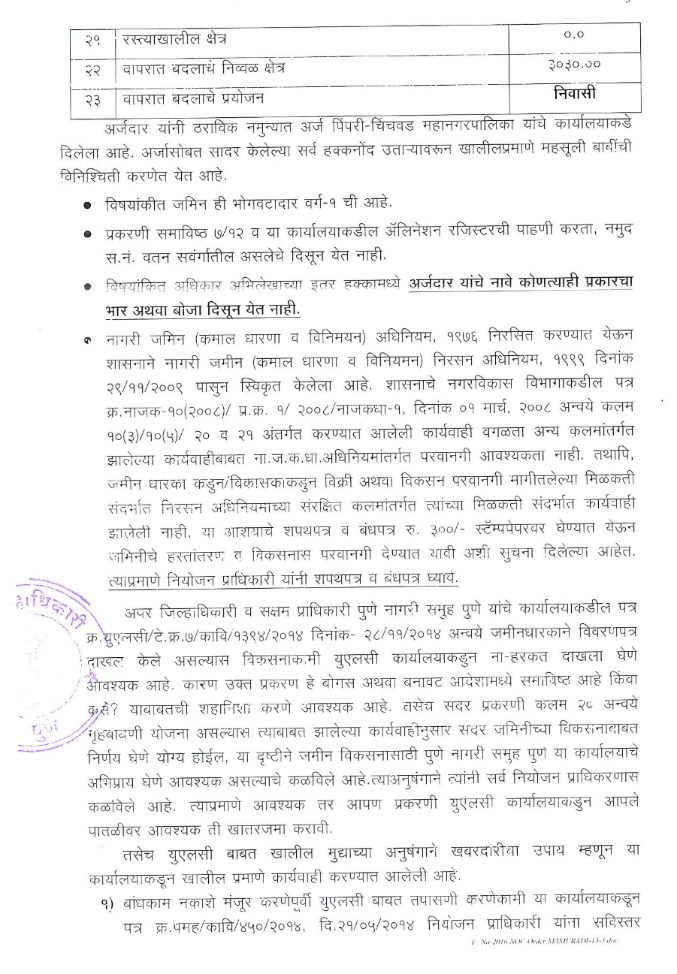 २१ रस्त्याखालील क्षेत्र ०.०
२२ वापरात बदलाचे निव्वळ क्षेत्र ३०३०.००
२३ वापरात बदलाचे प्रयोजन निवासी
अर्जदार यांनी ठराविक नमुन्यात अर्ज पिंपरी-चिंचवड महानगरपालिका यांचे कार्यालयाकडे
दिलेला आहे. अर्जासोबत सादर केलेल्या सर्व हक्कनोंद उताऱ्यावरून खालीलप्रमाणे महसूली बाबींची
विनिश्चिती करणेत येत आहे.
● विषयांकीत जमिन ही भोगवटादार वर्ग-१ ची आहे.
● प्रकरणी समाविष्ठ ७/१२ व या कार्यालयाकडील ॲलिनेशन रजिस्टरची पाहणी करता, नमुद
स.नं. वतन सवंर्गातील असलेचे दिसून येत नाही.
● विषयांकित अधिकार अभिलेखाच्या इतर हक्कामध्ये अर्जदार यांचे नावे कोणत्याही प्रकारचा
भार अथवा बोजा दिसून येत नाही.
● नागरी जमिन (कमाल धारणा व विनिमयन) अधिनियम, १९७६ निरसित करण्यात येऊन
शासनाने नागरी जमीन (कमाल धारणा व विनियमन) निरसन अधिनियम, १९९९ दिनांक
२९/११/२००९ पासुन स्विकृत केलेला आहे. शासनाचे नगरविकास विभागाकडील पत्र
क्र.नाजक-१०(२००८)/ प्र.क्र. १/ २००८/नाजकधा-१, दिनांक ०१ मार्च, २००८ अन्वये कलम
१०(३)/१०(५)/ २० व २१ अंतर्गत करण्यात आलेली कार्यवाही वगळता अन्य कलमांतर्गत
झालेल्या कार्यवाहीबाबत ना.ज.क.धा.अधिनियमांतर्गत परवानगी आवश्यकता नाही. तथापि,
जमीन धारका कडुन/विकासकाकडुन विक्री अथवा विकसन परवानगी मागीतलेल्या मिळकती
संदर्भात निरसन अधिनियमाच्या संरक्षित कलमांतर्गत त्यांच्या मिळकती संदर्भात कार्यवाही
झालेली नाही, या आशयाचे शपथपत्र व बंधपत्र रु. ३००/- स्टॅम्पपेपरवर घेण्यात येऊन
जमिनीचे हस्तांतरण व विकसनास परवानगी देण्यात यावी अशी सुचना दिलेल्या आहेत.
त्याप्रमाणे नियोजन प्राधिकारी यांनी शपथपत्र व बंधपत्र घ्यावे.
अपर जिल्हाधिकारी व सक्षम प्राधिकारी पुणे नागरी समुह पुणे यांचे कार्यालयाकडील पत्र
क्र.युएलसी/टे.क्र.७/कावि/१३९४/२०१४ दिनांक- २८/११/२०१४ अन्वये जमीनधारकाने विवरणपत्र
दाखल केले असल्यास विकसनाकामी युएलसी कार्यालयाकडुन ना-हरकत दाखला घेणे
आवश्यक आहे. कारण उक्त प्रकरण हे बोगस अथवा बनावट आदेशामध्ये समाविष्ठ आहे किंवा
कसे? याबाबतची शहानिशा करणे आवश्यक आहे. तसेच सदर प्रकरणी कलम २८ अन्वये
गृहबांधणी योजना असल्यास त्याबाबत झालेल्या कार्यवाहीनुसार सदर जमिनीच्या विकसनाबाबत
निर्णय घेणे योग्य होईल, या दृष्टीने जमीन विकसनासाठी पुणे नागरी समुह पुणे या कार्यालयाचे
अभिप्राय घेणे आवश्यक असल्याचे कळविले आहे.त्याअनुषंगाने त्यांनी सर्व नियोजन प्राधिकरणास
कळविले आहे. त्याप्रमाणे आवश्यक तर आपण प्रकरणी युएलसी कार्यालयाकडुन आपले
पातळीवर आवश्यक ती खातरजमा करावी.
तसेच युएलसी बाबत खालील मुद्याच्या अनुषंगाने खबरदारीचा उपाय म्हणून या
कार्यालयाकडून खालील प्रमाणे कार्यवाही करण्यात आलेली आहे.
१) बांधकाम नकाशे मंजूर करणेपूर्वी युएलसी बाबत तपासणी करणेकामी या कार्यालयाकडून
पत्र क्र.पमह/कावि/४५०/२०१४, दि.२१/०५/२०१४ नियोजन प्राधिकारी यांना सविस्तर